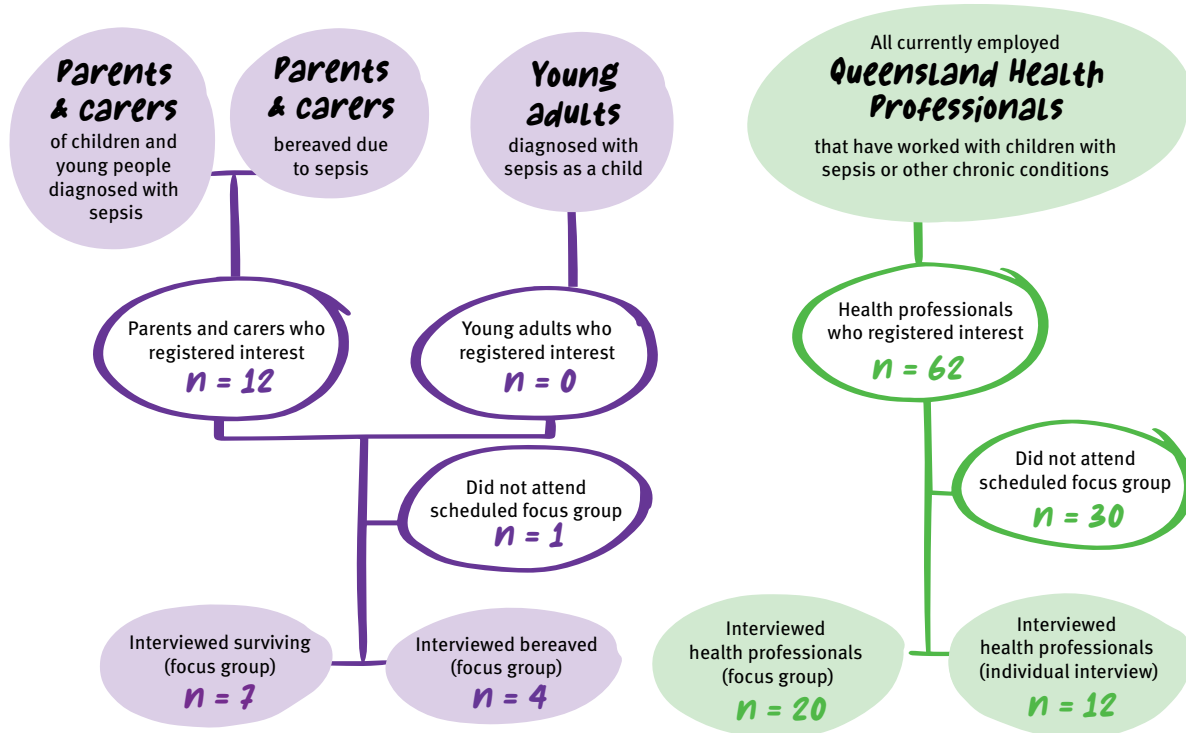 Parents
& carers
of children and
young people
diagnosed with
sepsis
Parents
& carers
bereaved due
to sepsis
Young
adults
diagnosed with
sepsis as a child
All currently employed
Queensland Health
Professionals
that have worked with children with
sepsis or other chronic conditions
Parents and carers who
registered interest
n = 12
Young adults who
registered interest
n = 0
Health professionals
who registered interest
n = 62
Did not attend
scheduled focus group
n = 1
Did not attend
scheduled focus group
n = 30
Interviewed surviving
(focus group)
n = 7
Interviewed bereaved
(focus group)
n = 4
Interviewed
health professionals
(focus group)
n = 20
Interviewed
health professionals
(individual interview)
n = 12